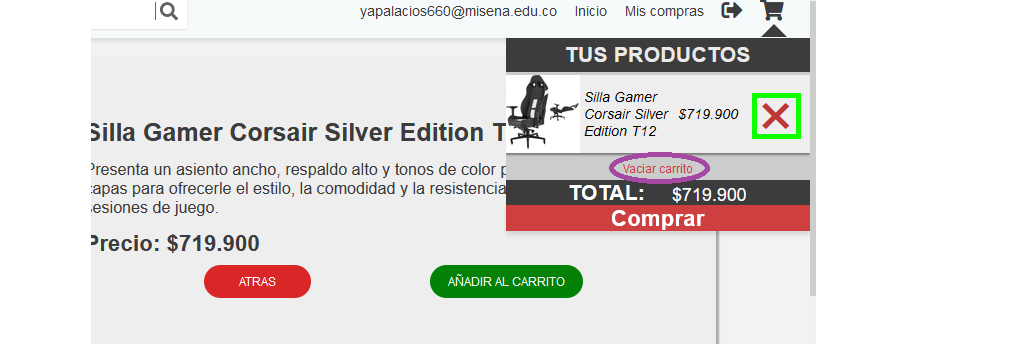 yapalacios660@misena.edu.co Inicio Mis compras
TUS PRODUCTOS
Silla Gamer
Corsair Silver $719.900
Edition T12
Vaciar carrito
TOTAL: $719.900
Comprar
Silla Gamer Corsair Silver Edition T
Presenta un asiento ancho, respaldo alto y tonos de color p
capas para ofrecerle el estilo, la comodidad y la resistencia
sesiones de juego.
Precio: $719.900
ATRAS AÑADIR AL CARRITO